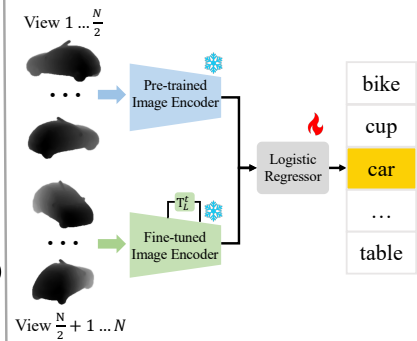 View 1 … N/2
• • •
Pre-trained
Image Encoder
Logistic
Regressor
bike
cup
car
…
table
T_L^t
• • •
Fine-tuned
Image Encoder
)
View N/2 + 1 … N